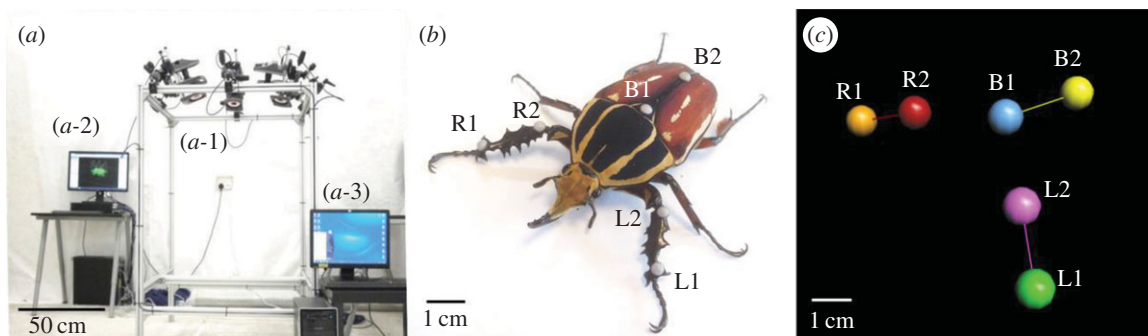 (a)
(a-1)
(a-2)
(a-3)
50 cm
(b)
B2
B1
R2
R1
L2
L1
1 cm
(c)
B2
R1
R2
B1
L2
L1
1 cm